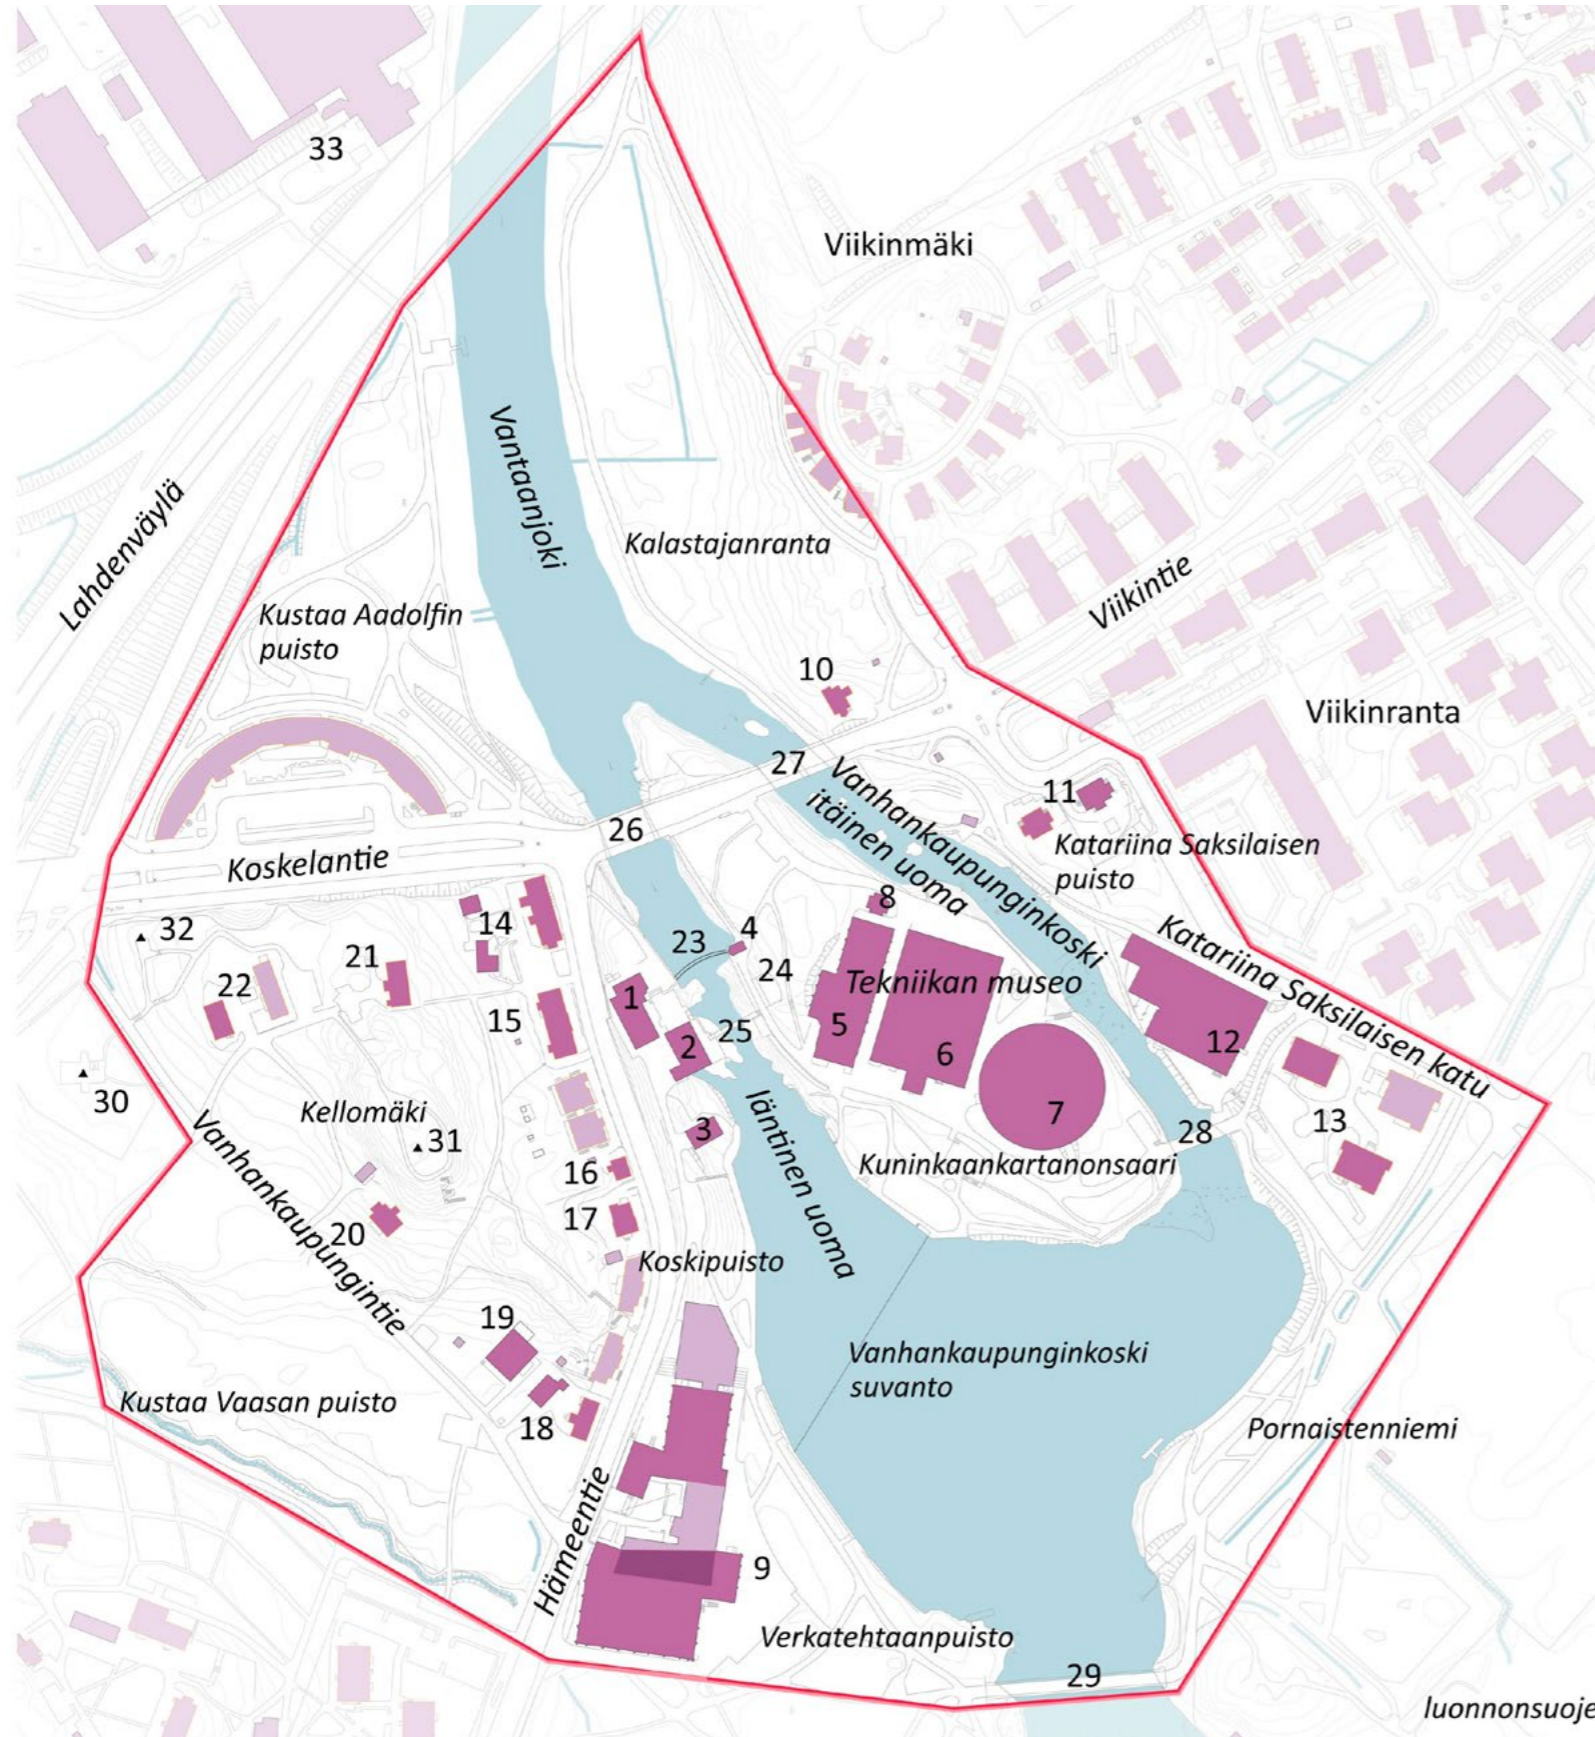 33
Viikinmäki
Vantaanjoki
Lahdenväylä
Kalastajanranta
Viikintie
Kustaa Aadolfin
puisto
10
Viikinranta
27
Vanhankaupunginkoski
itäinen uoma
11
26
Katariina Saksilaisen
puisto
Koskelantie
8
32
14
23
4
Katariina Saksilaisen katu
21
24
Tekniikan museo
22
1
15
25
5
2
6
12
30
Kellomäki
31
3
7
13
28
Vanhankaupungintie
läntinen uoma
Kuninkaankartanonsaari
16
17
20
Koskipuisto
19
Vanhankaupunginkoski
suvanto
Kustaa Vaasan puisto
18
Pornaistenniemi
Hämeentie
9
Verkatehtaanpuisto
29
luonnonsuoje